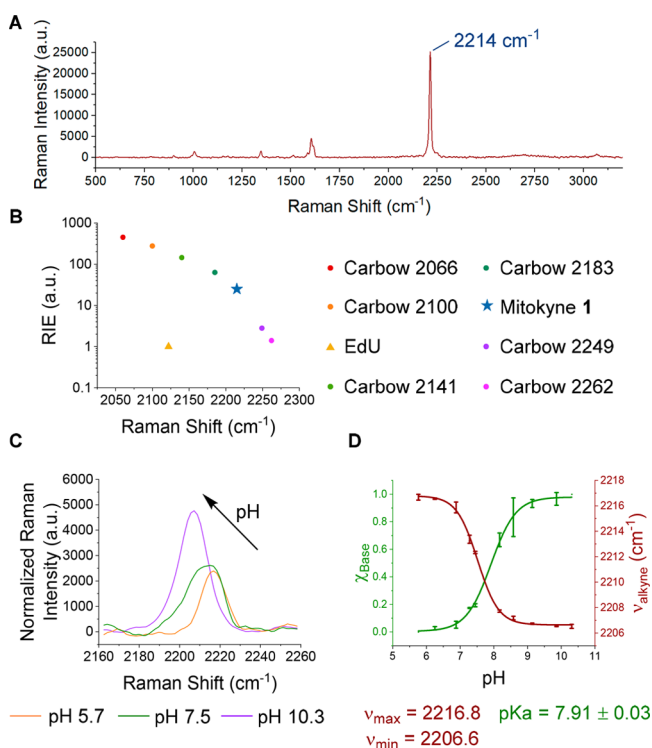 A
2214 cm-1
Raman Intensity (a.u.)
25000
20000
15000
10000
5000
0
500 750 1000 1250 1500 1750 2000 2250 2500 2750 3000
Raman Shift (cm-1)
B
RIE (a.u.)
1000
100
10
1
0.1
2050 2100 2150 2200 2250 2300
Raman Shift (cm-1)
Carbow 2066
Carbow 2100
EdU
Carbow 2141
Carbow 2183
Mitokyne 1
Carbow 2249
Carbow 2262
C
Normalized Raman
Intensity (a.u.)
6000
5000
4000
3000
2000
1000
0
pH
2160 2180 2200 2220 2240 2260
Raman Shift (cm-1)
pH 5.7 pH 7.5 pH 10.3
D
χBase
1.0
0.8
0.6
0.4
0.2
0.0
5 6 7 8 9 10 11
pH
2218
2216
2214
2212
2210
2208
2206
νalkyne (cm-1)
νmax = 2216.8 pKa = 7.91 ± 0.03
νmin = 2206.6